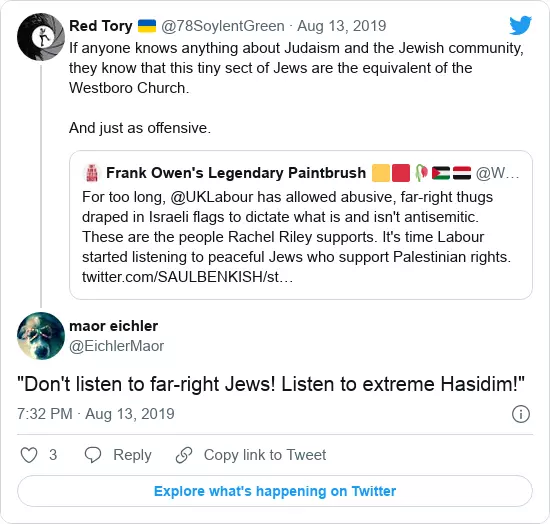 Red Tory 🇺🇦 @78SoylentGreen · Aug 13, 2019
If anyone knows anything about Judaism and the Jewish community,
they know that this tiny sect of Jews are the equivalent of the
Westboro Church.
And just as offensive.
Frank Owen's Legendary Paintbrush 🟨🟥🥀🇵🇸🇾🇪 @W…
For too long, @UKLabour has allowed abusive, far-right thugs
draped in Israeli flags to dictate what is and isn't antisemitic.
These are the people Rachel Riley supports. It's time Labour
started listening to peaceful Jews who support Palestinian rights.
twitter.com/SAULBENKISH/st…
maor eichler
@EichlerMaor
"Don't listen to far-right Jews! Listen to extreme Hasidim!"
7:32 PM · Aug 13, 2019
3 Reply Copy link to Tweet
Explore what's happening on Twitter